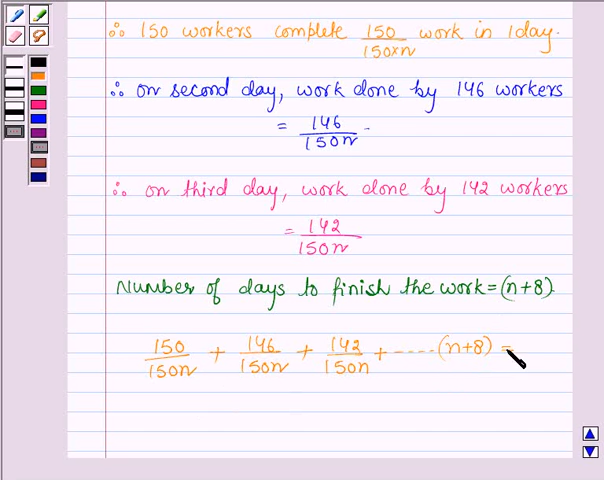 ∴ 150 workers complete 150/150×n work in 1day.
∴ on second day, work done by 146 workers
= 146/150n.
∴ on third day, work done by 142 workers
= 142/150n
Number of days to finish the work = (n+8).
150/150n + 146/150n + 142/150n + ..... (n+8) =